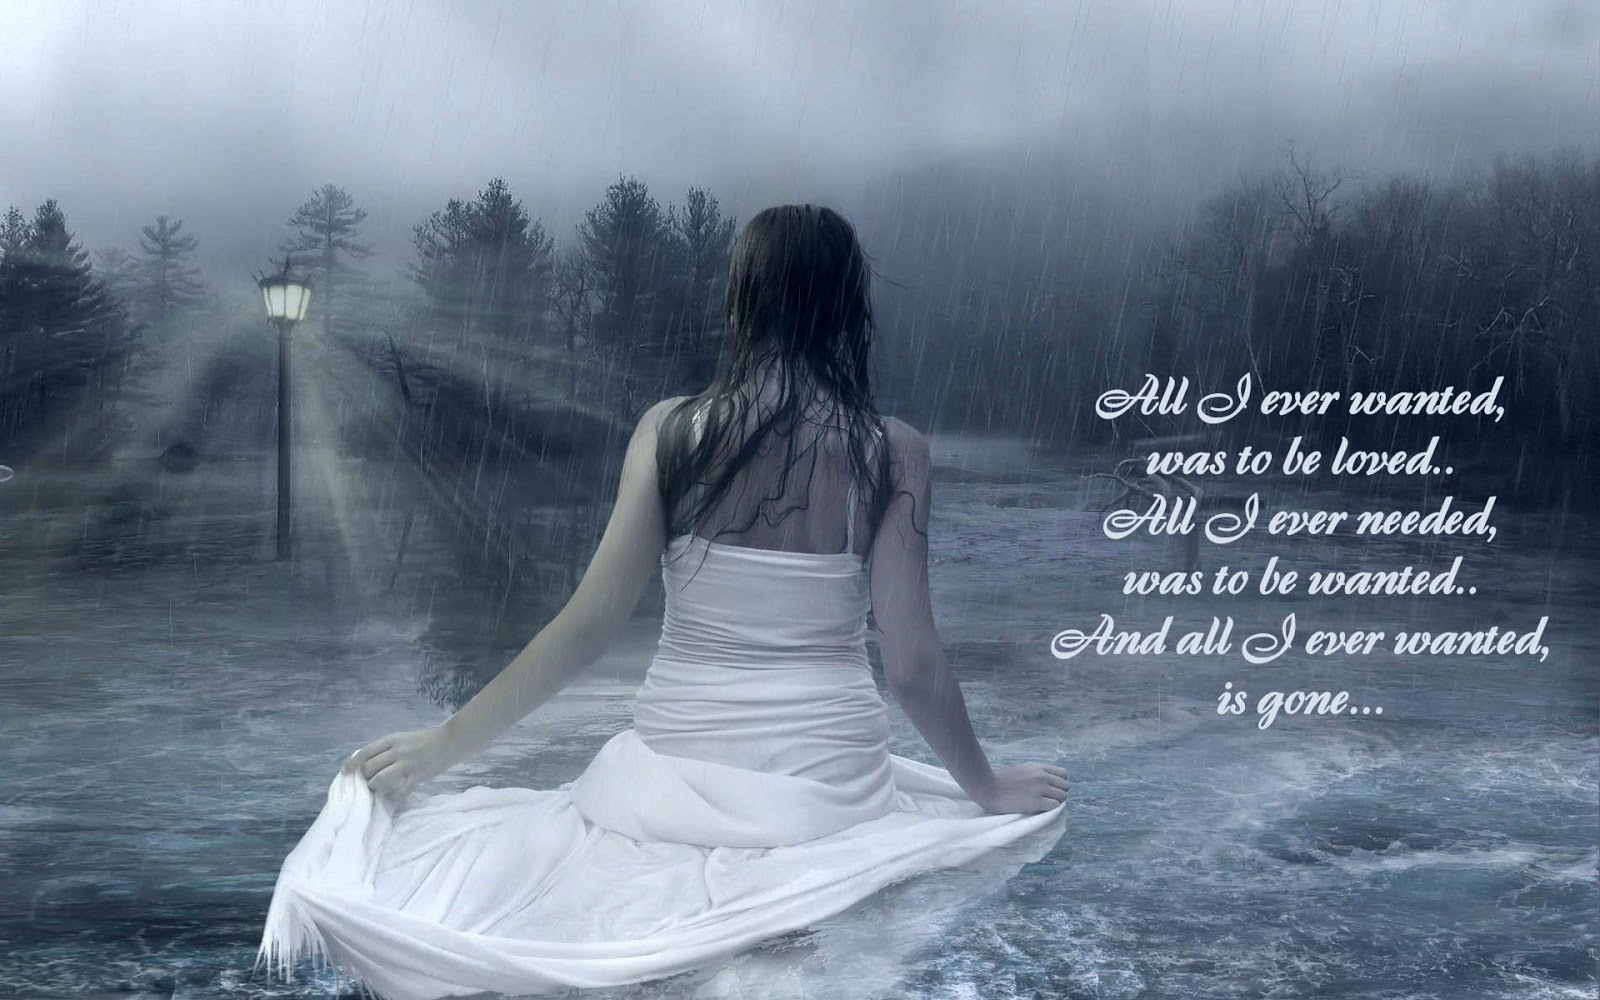 All I ever wanted,
was to be loved..
All I ever needed,
was to be wanted..
And all I ever wanted,
is gone...